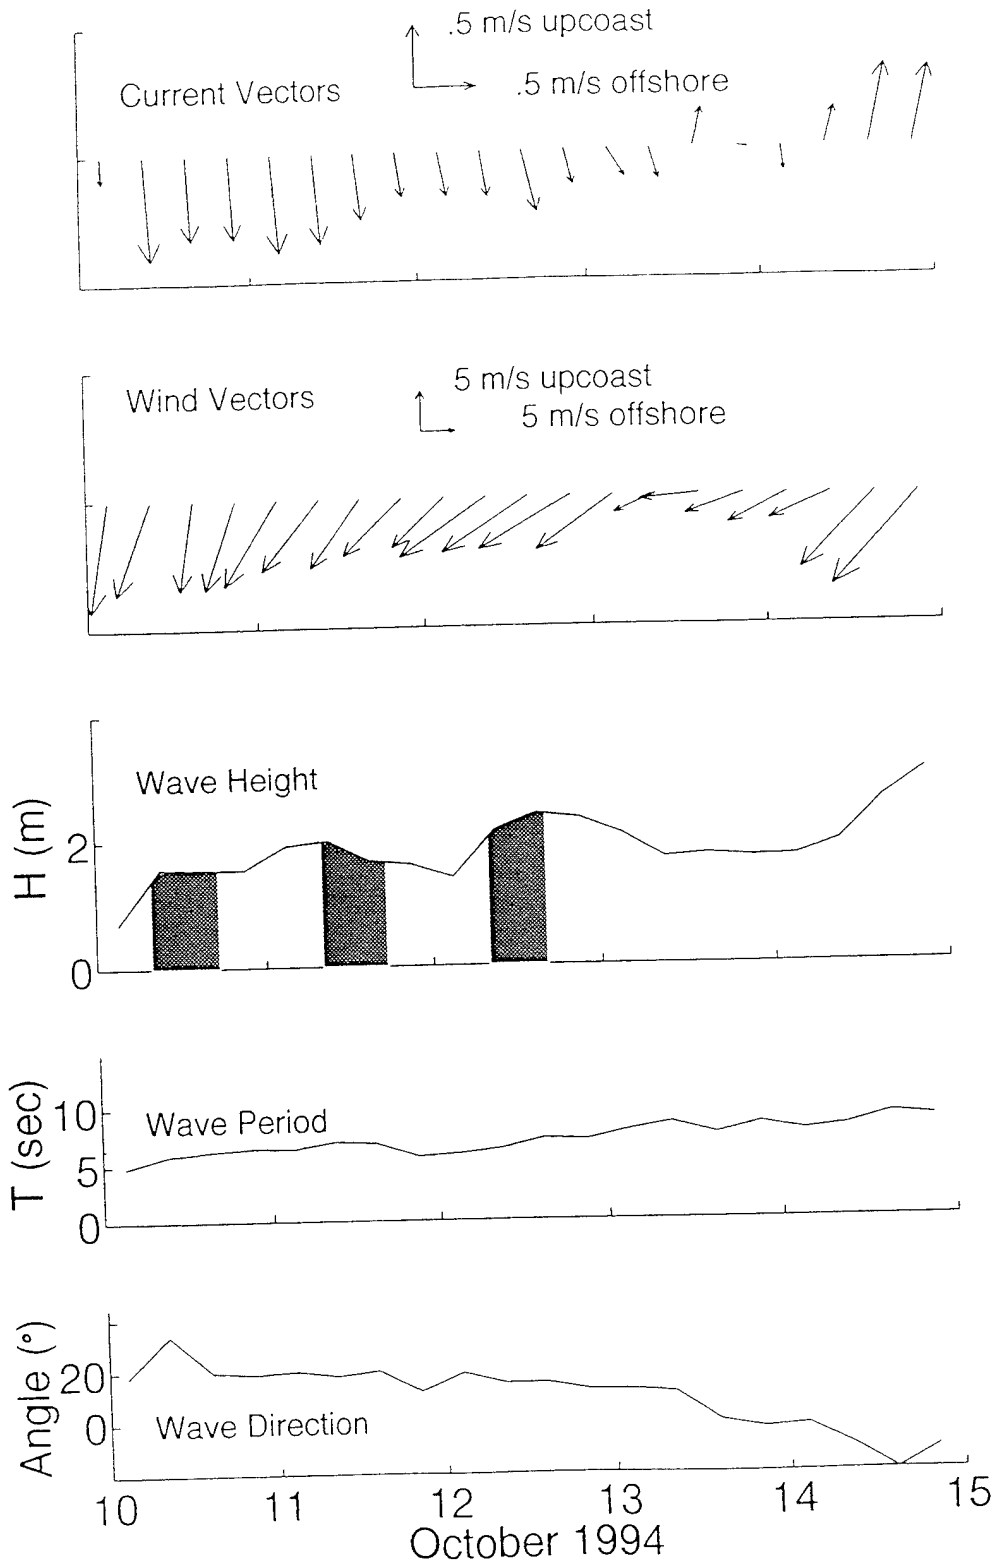 .5 m/s upcoast
Current Vectors
.5 m/s offshore
5 m/s upcoast
Wind Vectors
5 m/s offshore
Wave Height
H (m)
2
0
Wave Period
T (sec)
10
5
0
Angle (°)
20
0
Wave Direction
10 11 12 13 14 15
October 1994